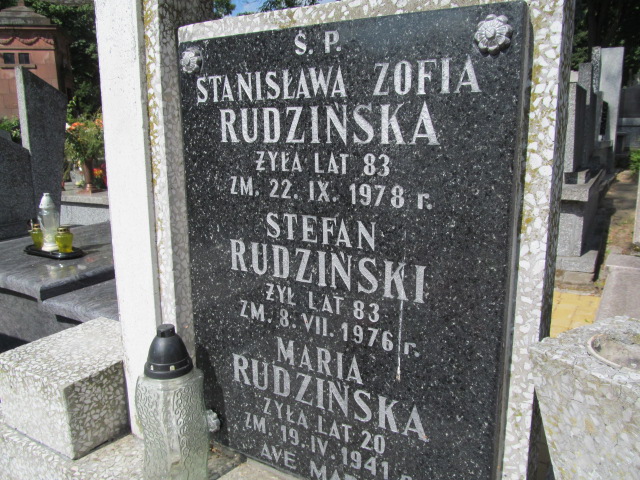 Ś. P.
STANISŁAWA ZOFIA
RUDZIŃSKA
ŻYŁA LAT 83
ZM. 22. IX. 1978 r.
STEFAN
RUDZIŃSKI
ŻYŁ LAT 83
ZM. 8. VII. 1976 r.
MARIA
RUDZIŃSKA
ŻYŁA LAT 20
ZM. 19. IV. 1941 r.
AVE